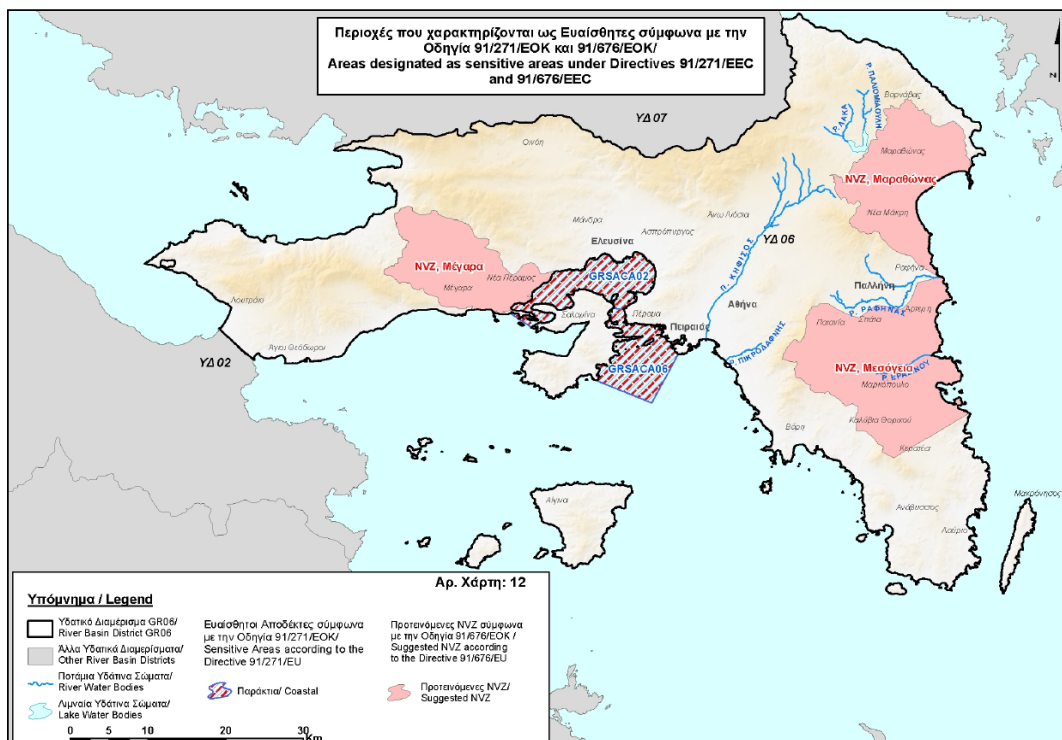 Περιοχές που χαρακτηρίζονται ως Ευαίσθητες σύμφωνα με την
Οδηγία 91/271/ΕΟΚ και 91/676/ΕΟΚ/
Areas designated as sensitive areas under Directives 91/271/EEC
and 91/676/EEC
N
ΥΔ 07
Βαρνάβας
Ρ. ΠΑΛΙΟΜΙΑΟΥΛΗ
Ρ. ΛΑΚΑ
Οινόη
Μαραθώνας
NVZ, Μαραθώνας
Νέα Μάκρη
Μάνδρα
Άνω Λιόσια
Ασπρόπυργος
Ελευσίνα
ΥΔ 06
Π. ΚΗΦΙΣΟΣ
NVZ, Μέγαρα
Νέα Πέραμος
Μέγαρα
GRSACA02
Ραφήνα
Παλλήνη
Ρ. ΡΑΦΗΝΑΣ
Αρτέμη
Λουτράκι
Σαλαμίνα
Πέραμα
Πειραιάς
Αθήνα
Παιανία
Σπάτα
Ρ. ΠΙΚΡΟΔΑΦΝΗΣ
Άγιοι Θεόδωροι
ΥΔ 02
GRSACA06
NVZ, Μεσόγεια
Ρ. ΕΡΑΣΙΝΟΥ
Μαρκόπουλο
Καλύβια Θορικού
Βάρη
Κερατέα
Αίγινα
Ανάβυσσος
Λαύριο
Μακρόνησος
Αρ. Χάρτη: 12
Υπόμνημα / Legend
Υδατικό Διαμέρισμα GR06/
River Basin District GR06
Άλλα Υδατικά Διαμερίσματα/
Other River Basin Districts
Ποτάμια Υδάτινα Σώματα/
River Water Bodies
Λιμναία Υδάτινα Σώματα/
Lake Water Bodies
Ευαίσθητοι Αποδέκτες σύμφωνα
με την Οδηγία 91/271/ΕΟΚ/
Sensitive Areas according to the
Directive 91/271/EU
Παράκτια/ Coastal
Προτεινόμενες NVZ σύμφωνα
με την Οδηγία 91/676/ΕΟΚ /
Suggested NVZ according
to the Directive 91/676/EU
Προτεινόμενες NVZ/
Suggested NVZ
0 5 10 20 30
Km